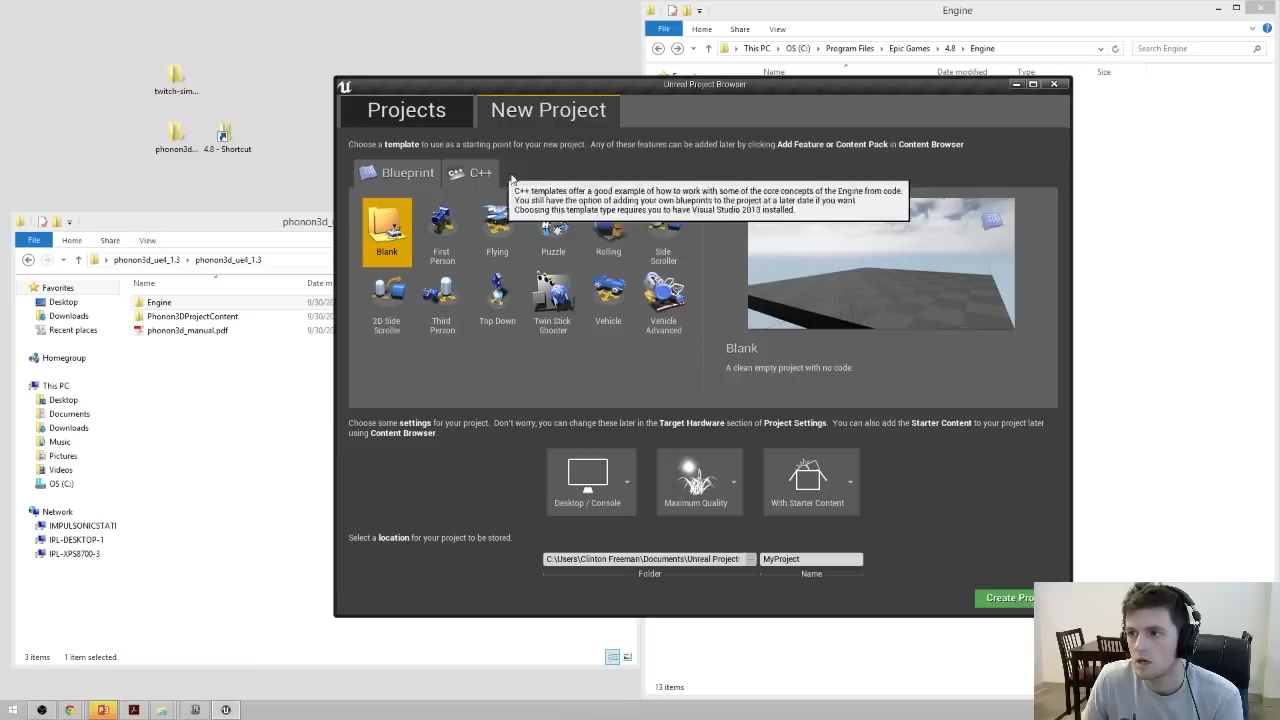 Engine
File
Home
Share
View
This PC
OS (C:)
Program Files
Epic Games
4.8
Engine
Search Engine
Name
Date modified
Type
Size
twitch-sim...
phonon3d...
4.8 - Shortcut
Unreal Project Browser
Projects
New Project
Choose a template to use as a starting point for your new project. Any of these features can be added later by clicking Add Feature or Content Pack in Content Browser
Blueprint
C++
C++ templates offer a good example of how to work with some of the core concepts of the Engine from code.
You still have the option of adding your own blueprints to the project at a later date if you want
Choosing this template type requires you to have Visual Studio 2013 installed.
Blank
First
Person
Flying
Puzzle
Rolling
Side
Scroller
2D Side
Scroller
Third
Person
Top Down
Twin Stick
Shooter
Vehicle
Vehicle
Advanced
Blank
A clean empty project with no code.
Choose some settings for your project. Don't worry, you can change these later in the Target Hardware section of Project Settings. You can also add the Starter Content to your project later
using Content Browser.
Desktop / Console
Maximum Quality
With Starter Content
Select a location for your project to be stored.
C:\Users\Clinton Freeman\Documents\Unreal Project
MyProject
Folder
Name
Create Pro
phonon3d_
File
Home
Share
View
phonon3d_ue4_1.3
phonon3d_ue4_1.3
Name
Date m
Favorites
Desktop
Downloads
Recent places
Homegroup
This PC
Desktop
Documents
Downloads
Music
Pictures
Videos
OS (C:)
Network
IMPULSONICSTATI
IPL-DESKTOP-1
IPL-XPS8700-3
Engine
9/30/20
Phonon3DProjectContent
9/30/20
phonon3d_manual.pdf
9/30/20
3 items
1 item selected
13 items